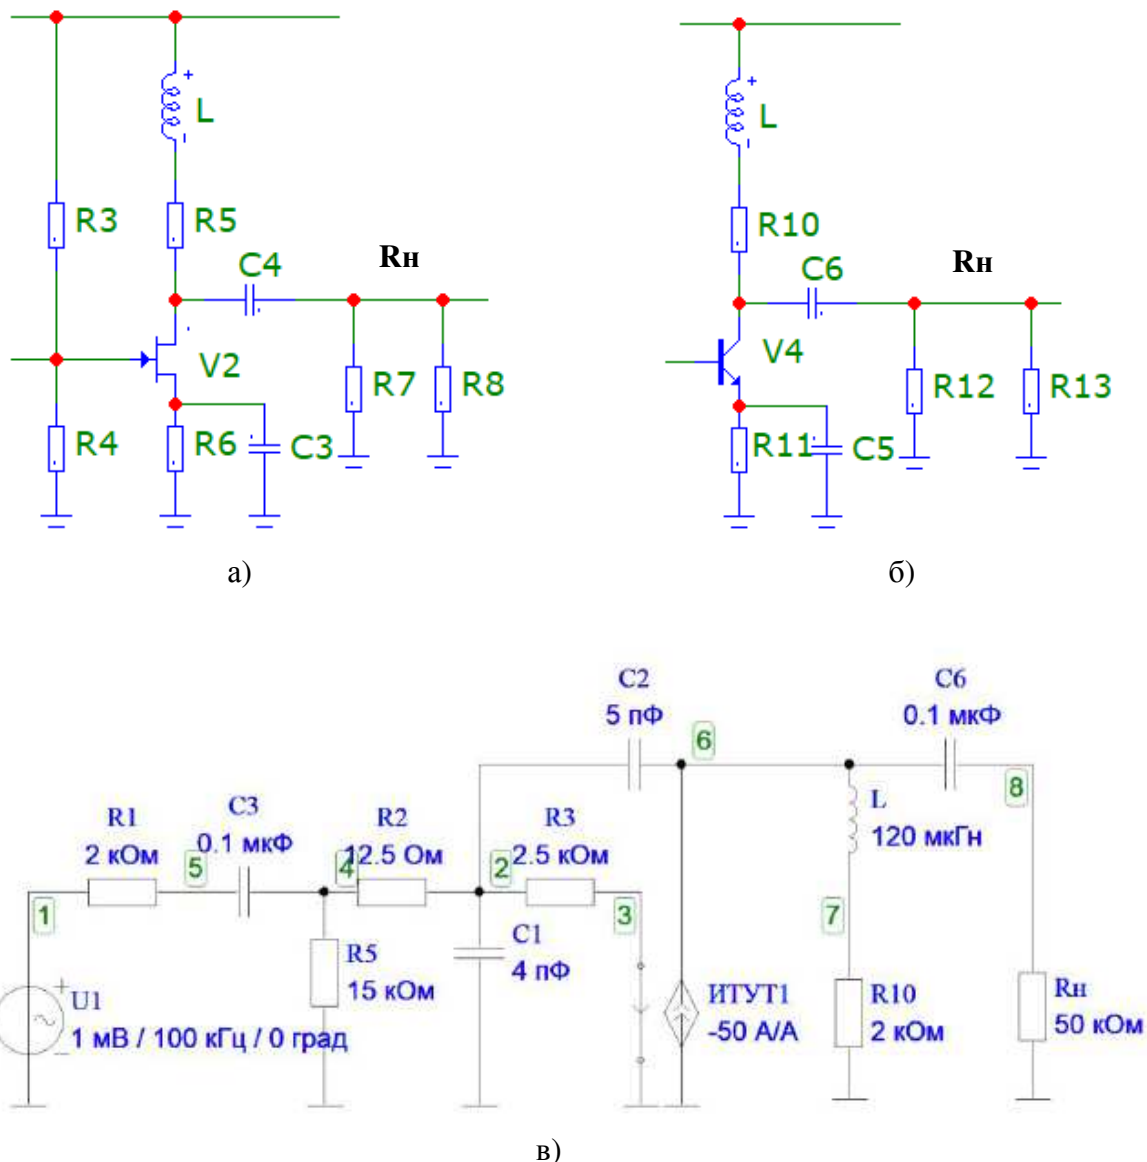 L
R3 R5
C4 Rн
V2 R7 R8
R4 R6 C3
а)
L
R10
C6 Rн
V4 R12 R13
R11 C5
б)
C2
5 пФ
C6
0.1 мкФ
6
8
L
120 мкГн
R1
2 кОм
C3
0.1 мкФ
R2
12.5 Ом
R3
2.5 кОм
5
4
2
1
3
7
C1
4 пФ
R5
15 кОм
U1
1 мВ / 100 кГц / 0 град
ИТУТ1
-50 А/А
R10
2 кОм
Rн
50 кОм
в)